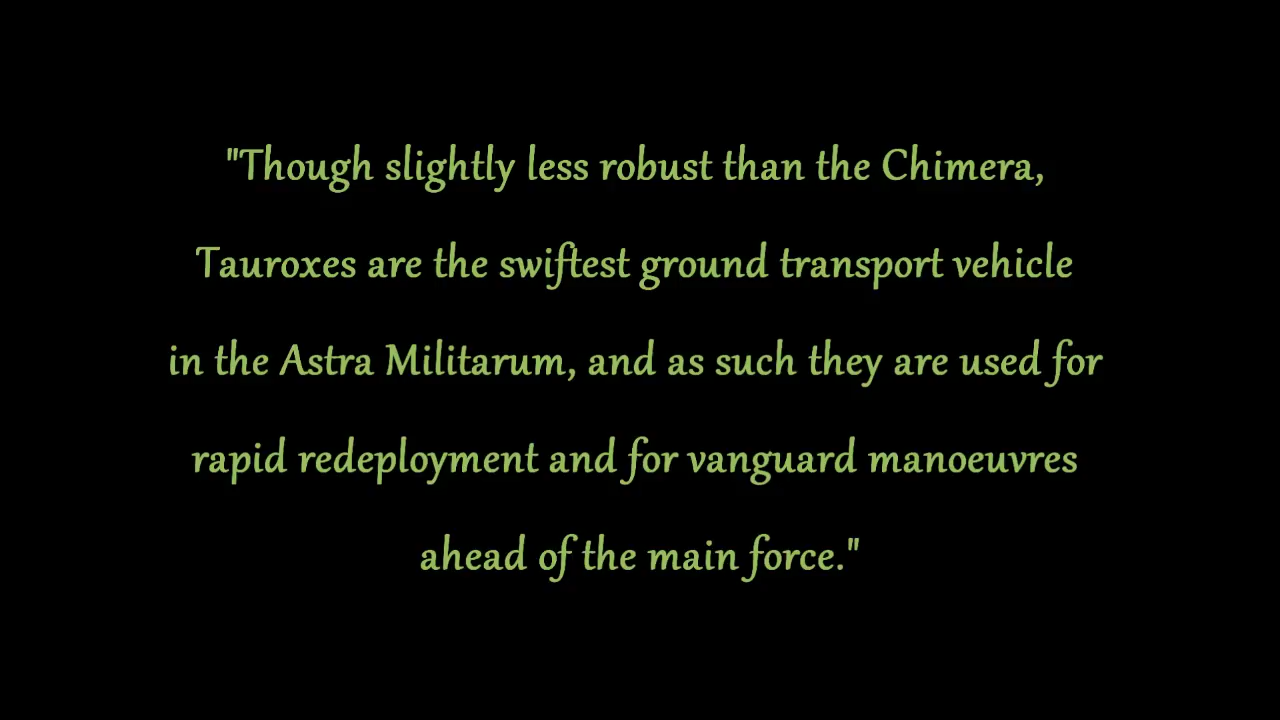 "Though slightly less robust than the Chimera,
Tauroxes are the swiftest ground transport vehicle
in the Astra Militarum, and as such they are used for
rapid redeployment and for vanguard manoeuvres
ahead of the main force."